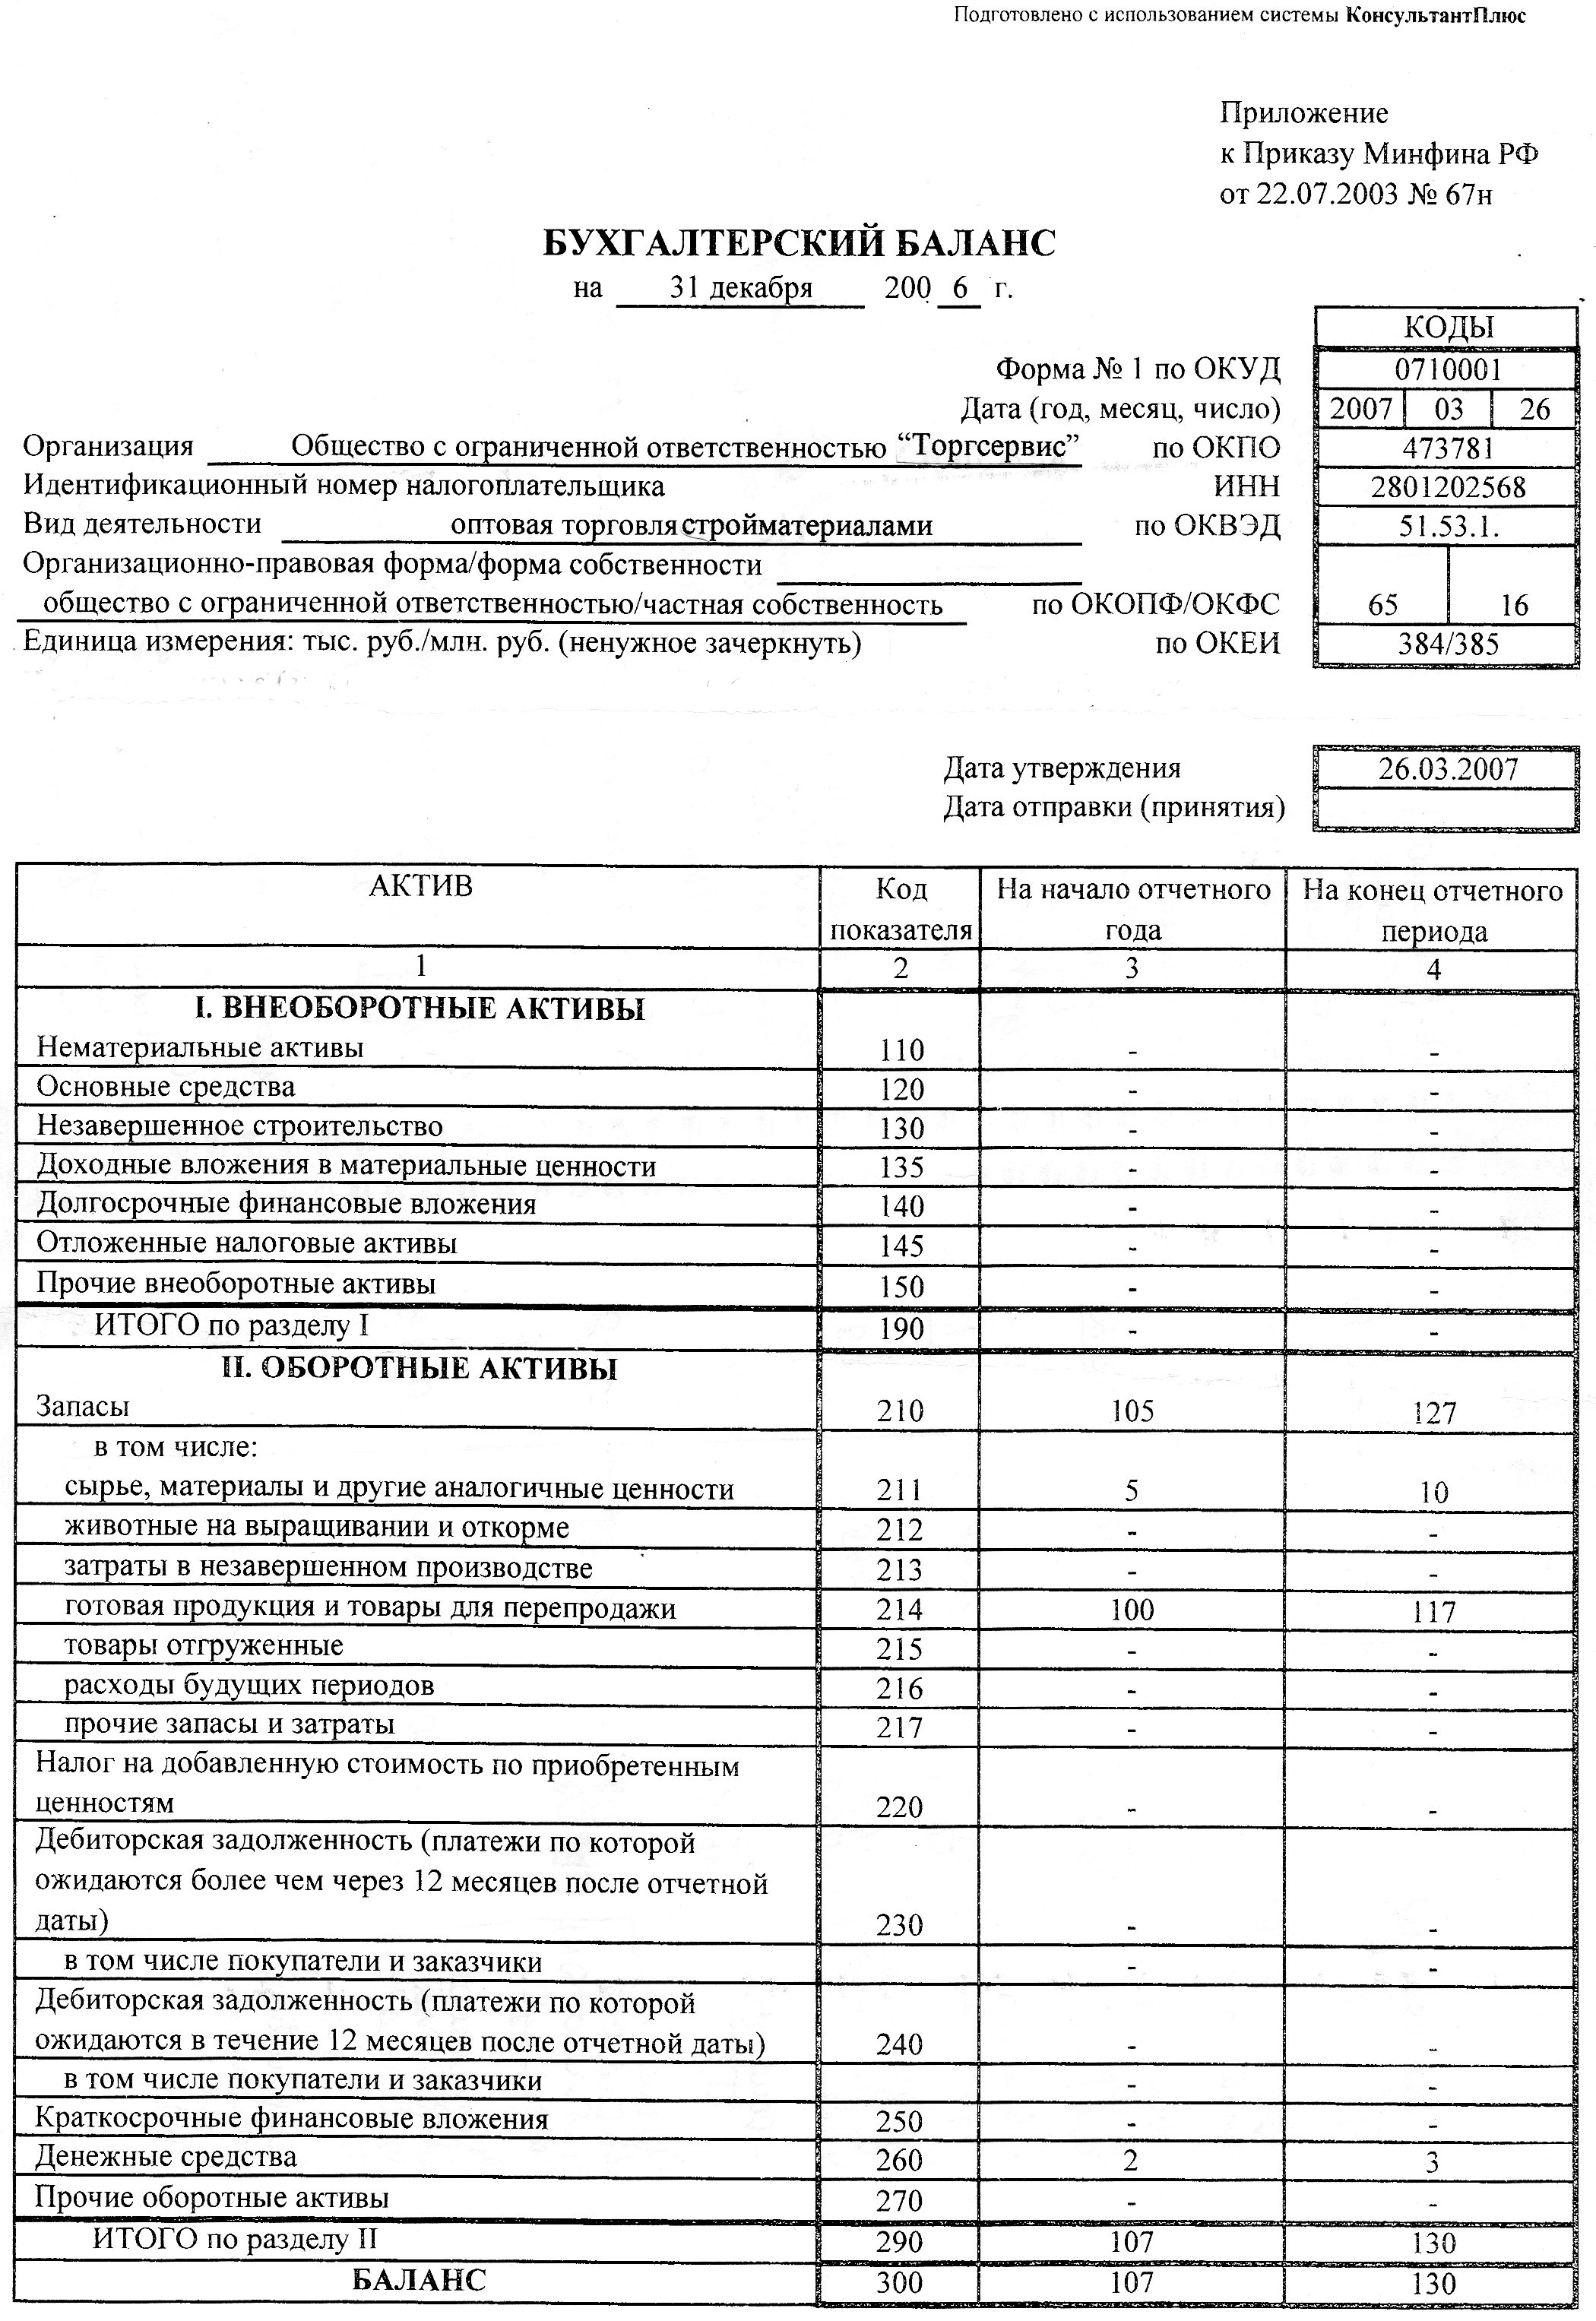 Подготовлено с использованием системы КонсультантПлюс
Приложение
к Приказу Минфина РФ
от 22.07.2003 № 67н
БУХГАЛТЕРСКИЙ БАЛАНС
на 31 декабря 200 6 г.
КОДЫ
Форма № 1 по ОКУД 0710001
Дата (год, месяц, число) 2007 03 26
Организация Общество с ограниченной ответственностью “Торгсервис” по ОКПО 473781
Идентификационный номер налогоплательщика ИНН 2801202568
Вид деятельности оптовая торговля стройматериалами по ОКВЭД 51.53.1.
Организационно-правовая форма/форма собственности
общество с ограниченной ответственностью/частная собственность по ОКОПФ/ОКФС 65 16
Единица измерения: тыс. руб./млн. руб. (ненужное зачеркнуть) по ОКЕИ 384/385
Дата утверждения 26.03.2007
Дата отправки (принятия)
АКТИВ Код На начало отчетного На конец отчетного
показателя года периода
1 2 3 4
I. ВНЕОБОРОТНЫЕ АКТИВЫ
Нематериальные активы 110 - -
Основные средства 120 - -
Незавершенное строительство 130 - -
Доходные вложения в материальные ценности 135 - -
Долгосрочные финансовые вложения 140 - -
Отложенные налоговые активы 145 - -
Прочие внеоборотные активы 150 - -
ИТОГО по разделу I 190 - -
II. ОБОРОТНЫЕ АКТИВЫ
Запасы 210 105 127
в том числе:
сырье, материалы и другие аналогичные ценности 211 5 10
животные на выращивании и откорме 212 - -
затраты в незавершенном производстве 213 - -
готовая продукция и товары для перепродажи 214 100 117
товары отгруженные 215 - -
расходы будущих периодов 216 - -
прочие запасы и затраты 217 - -
Налог на добавленную стоимость по приобретенным
ценностям 220 - -
Дебиторская задолженность (платежи по которой
ожидаются более чем через 12 месяцев после отчетной
даты) 230 - -
в том числе покупатели и заказчики - -
Дебиторская задолженность (платежи по которой
ожидаются в течение 12 месяцев после отчетной даты) 240 - -
в том числе покупатели и заказчики - -
Краткосрочные финансовые вложения 250 - -
Денежные средства 260 2 3
Прочие оборотные активы 270 - -
ИТОГО по разделу II 290 107 130
БАЛАНС 300 107 130